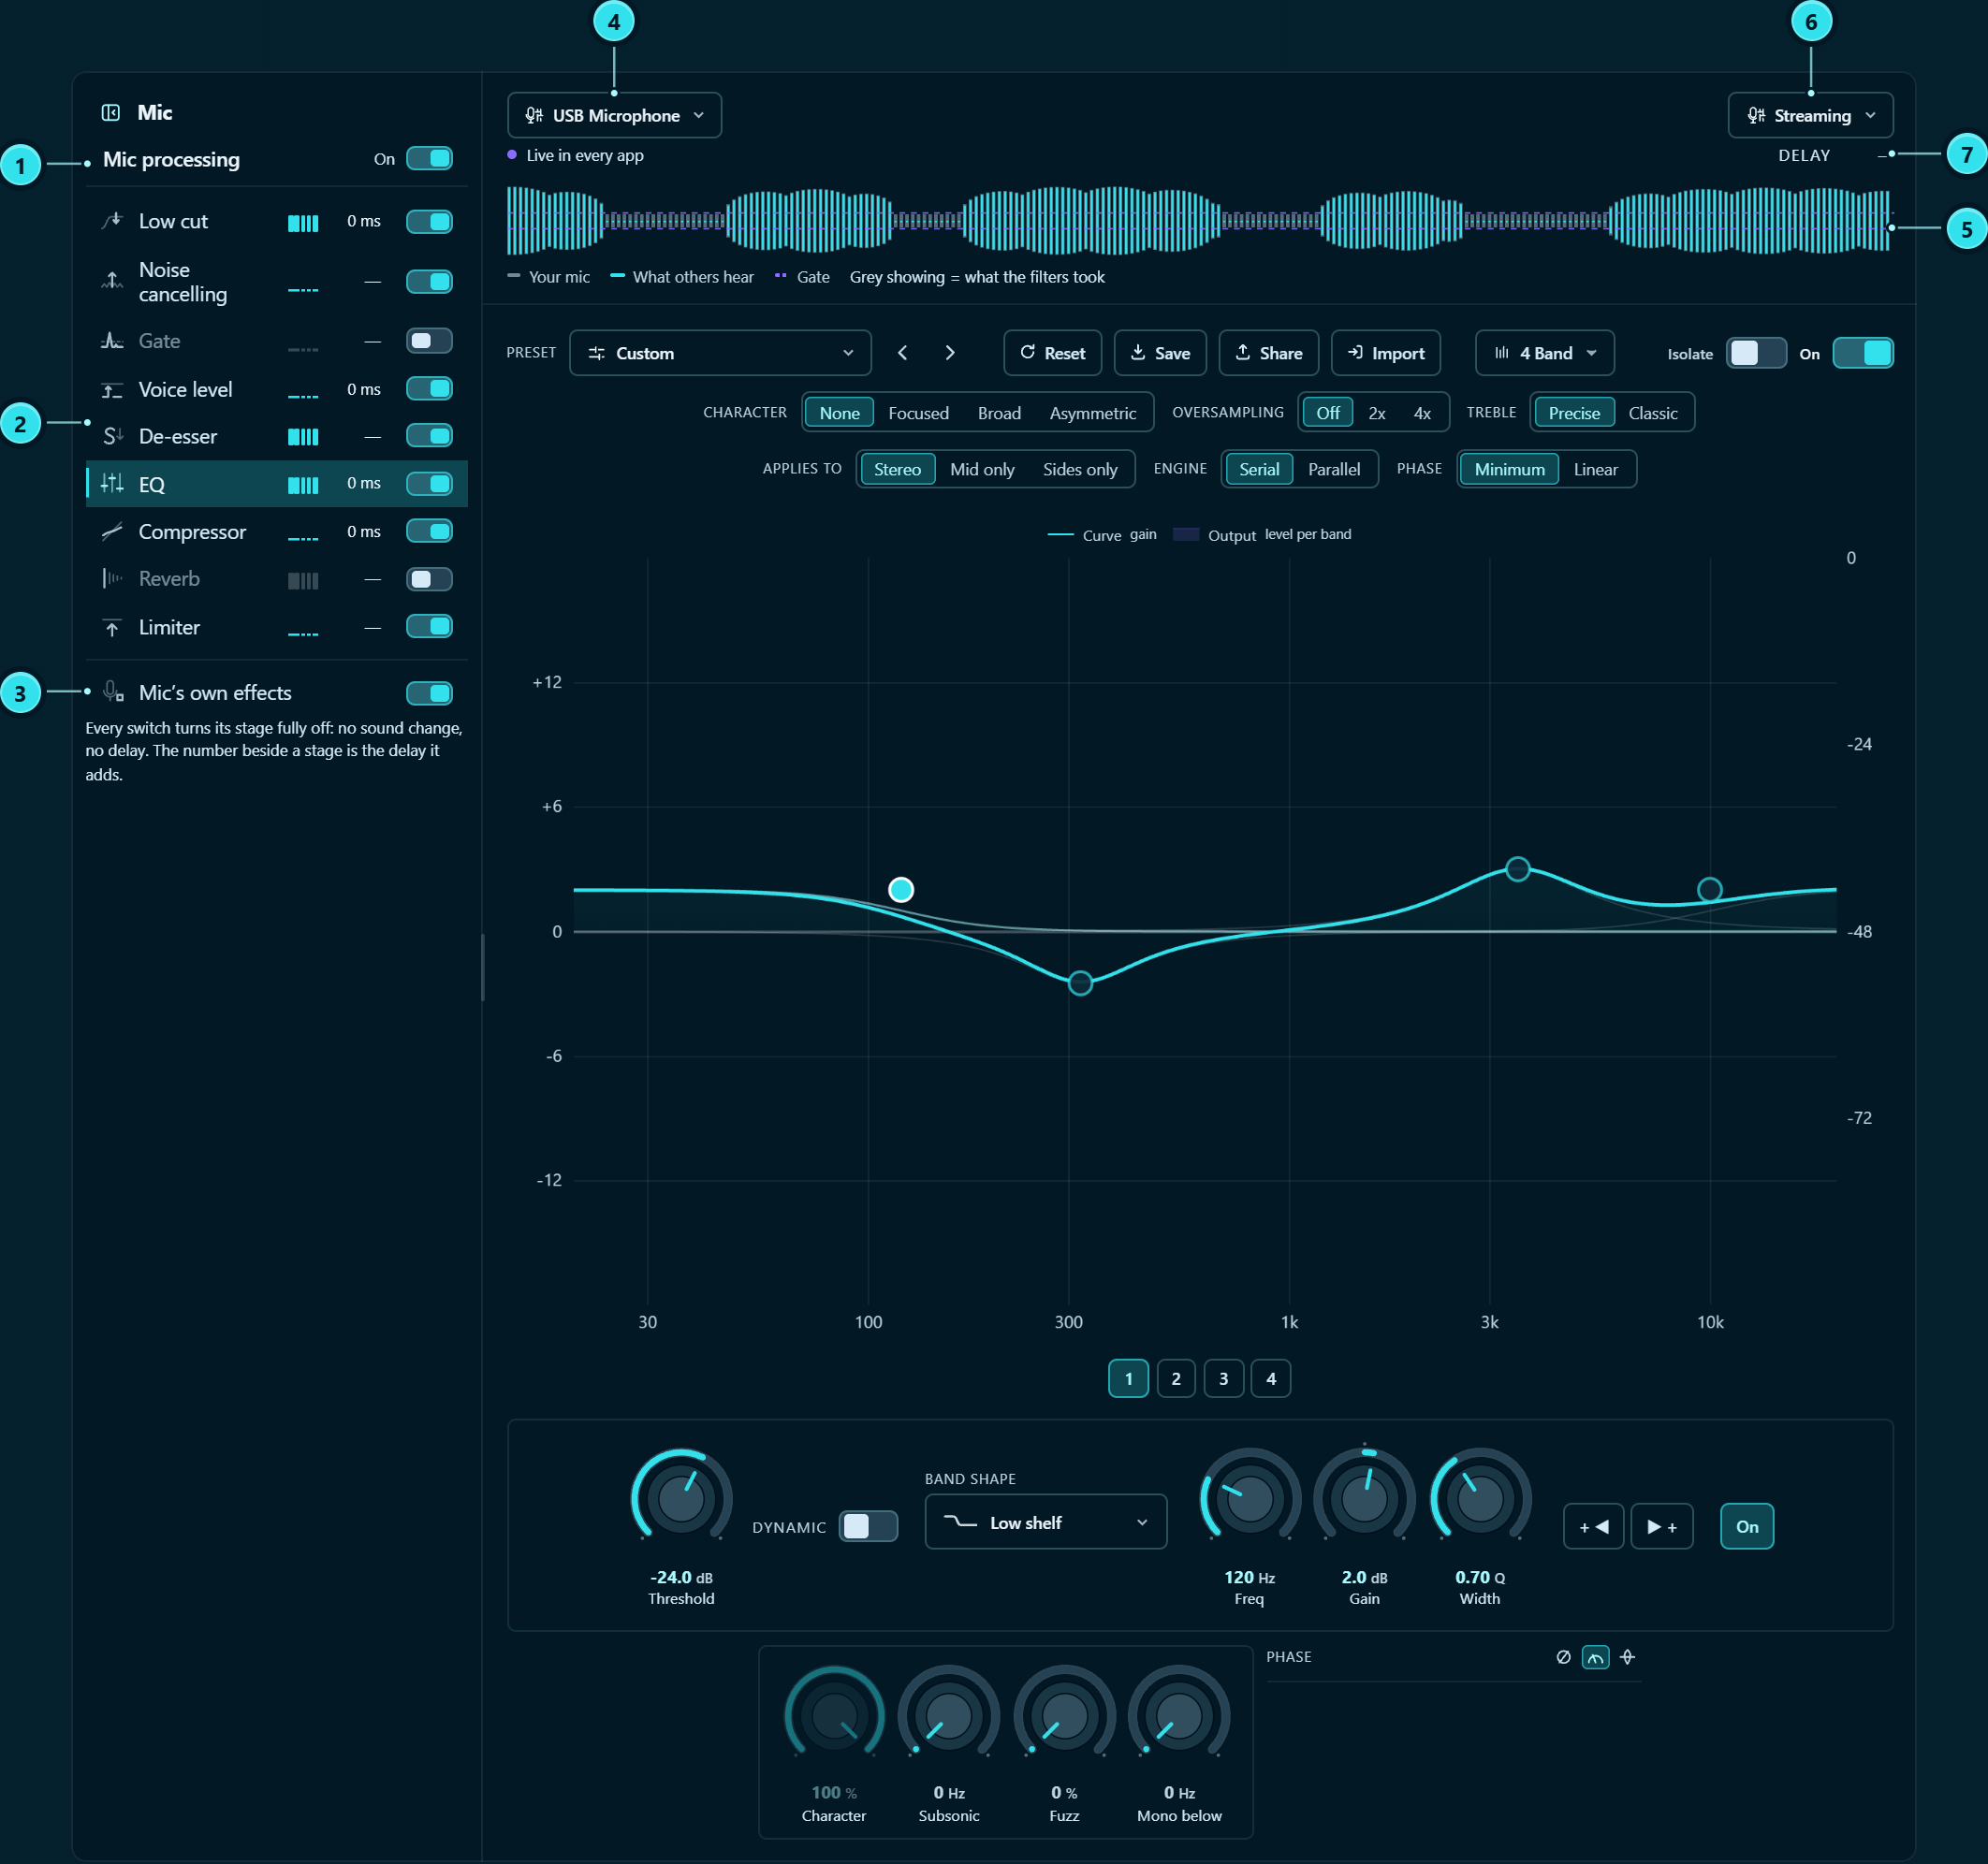 4
6
Mic
USB Microphone
Streaming
1
Mic processing
On
Live in every app
DELAY
–
7
Low cut
0 ms
5
Noise cancelling
—
Your mic
What others hear
Gate
Grey showing = what the filters took
Gate
—
PRESET
Custom
Reset
Save
Share
Import
4 Band
Isolate
On
Voice level
0 ms
2
CHARACTER
None
Focused
Broad
Asymmetric
OVERSAMPLING
Off
2x
4x
TREBLE
Precise
Classic
De-esser
—
APPLIES TO
Stereo
Mid only
Sides only
ENGINE
Serial
Parallel
PHASE
Minimum
Linear
EQ
0 ms
Compressor
0 ms
Curve gain
Output level per band
Reverb
—
Limiter
—
3
Mic’s own effects
Every switch turns its stage fully off: no sound change,
no delay. The number beside a stage is the delay it
adds.
0
+12
-24
+6
0
-48
-6
-72
-12
30
100
300
1k
3k
10k
1
2
3
4
BAND SHAPE
DYNAMIC
Low shelf
+ ◀
▶ +
On
-24.0 dB
Threshold
120 Hz
Freq
2.0 dB
Gain
0.70 Q
Width
PHASE
100 %
Character
0 Hz
Subsonic
0 %
Fuzz
0 Hz
Mono below